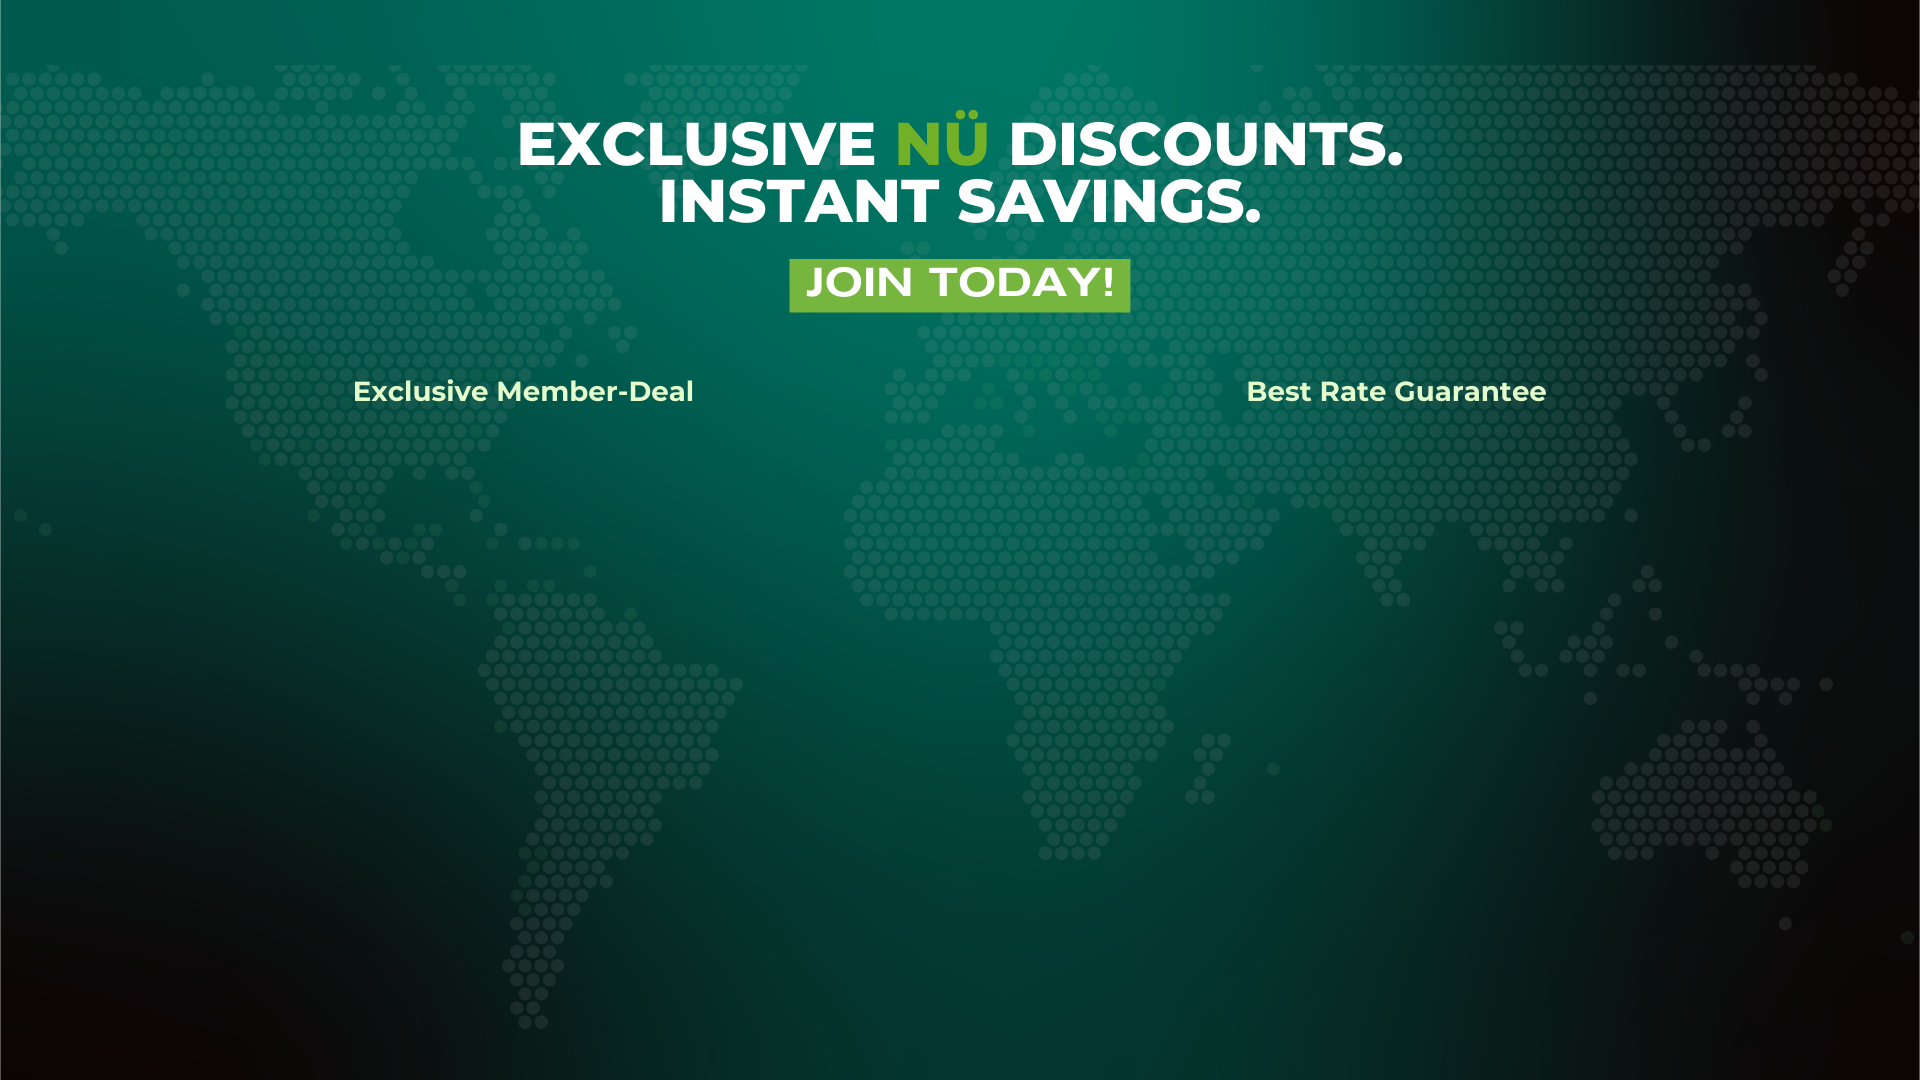 EXCLUSIVE NÜ DISCOUNTS.
INSTANT SAVINGS.
JOIN TODAY!
Exclusive Member-Deal
Best Rate Guarantee